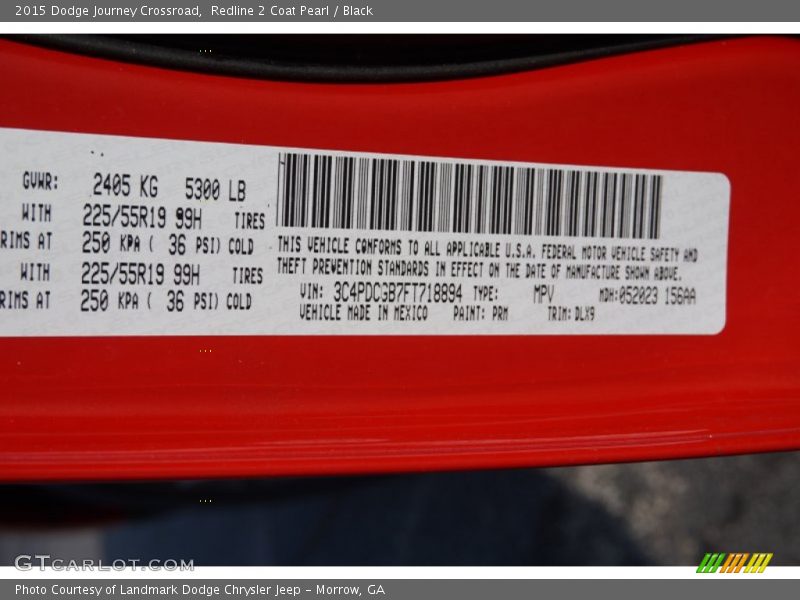 2015 Dodge Journey Crossroad, Redline 2 Coat Pearl / Black
GVWR: 2405 KG 5300 LB
WITH 225/55R19 99H TIRES
RIMS AT 250 KPA ( 36 PSI) COLD
WITH 225/55R19 99H TIRES
RIMS AT 250 KPA ( 36 PSI) COLD
THIS VEHICLE CONFORMS TO ALL APPLICABLE U.S.A. FEDERAL MOTOR VEHICLE SAFETY AND
THEFT PREVENTION STANDARDS IN EFFECT ON THE DATE OF MANUFACTURE SHOWN ABOVE.
VIN: 3C4PDCGB7FT718894 TYPE: MPV MDH:052023 156AA
VEHICLE MADE IN MEXICO PAINT: PRM TRIM: DLX9
GTCARLOT.COM
Photo Courtesy of Landmark Dodge Chrysler Jeep – Morrow, GA